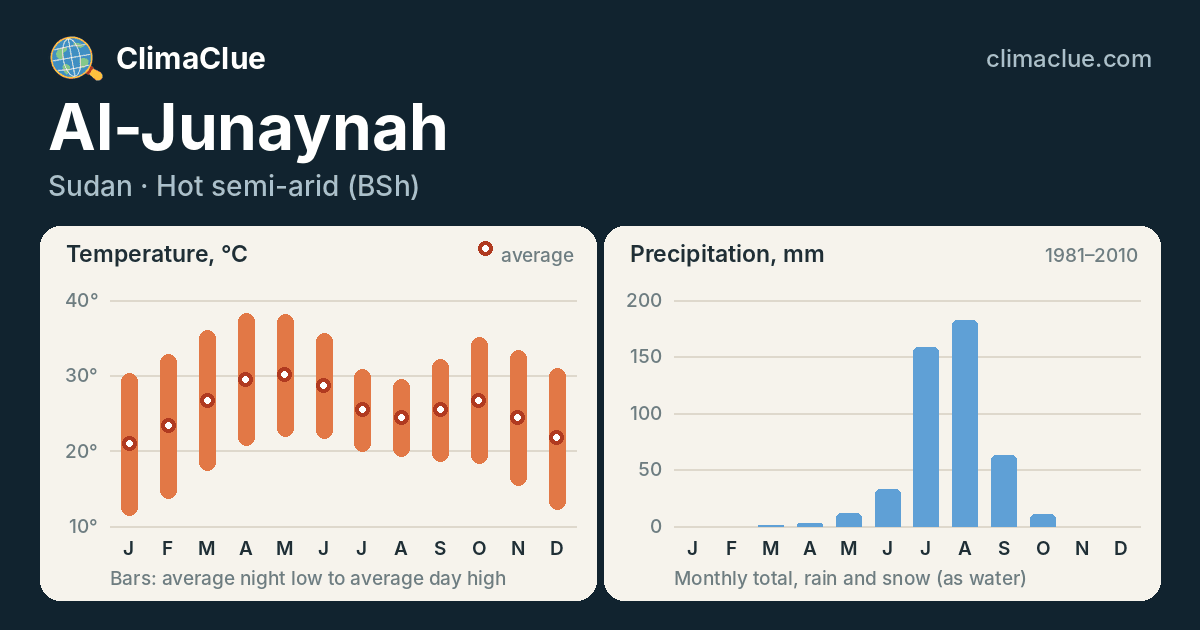 ClimaClue
climaclue.com
Al-Junaynah
Sudan · Hot semi-arid (BSh)
Temperature, °C
average
40°
30°
20°
10°
J F M A M J J A S O N D
Bars: average night low to average day high
Precipitation, mm
1981–2010
200
150
100
50
0
J F M A M J J A S O N D
Monthly total, rain and snow (as water)